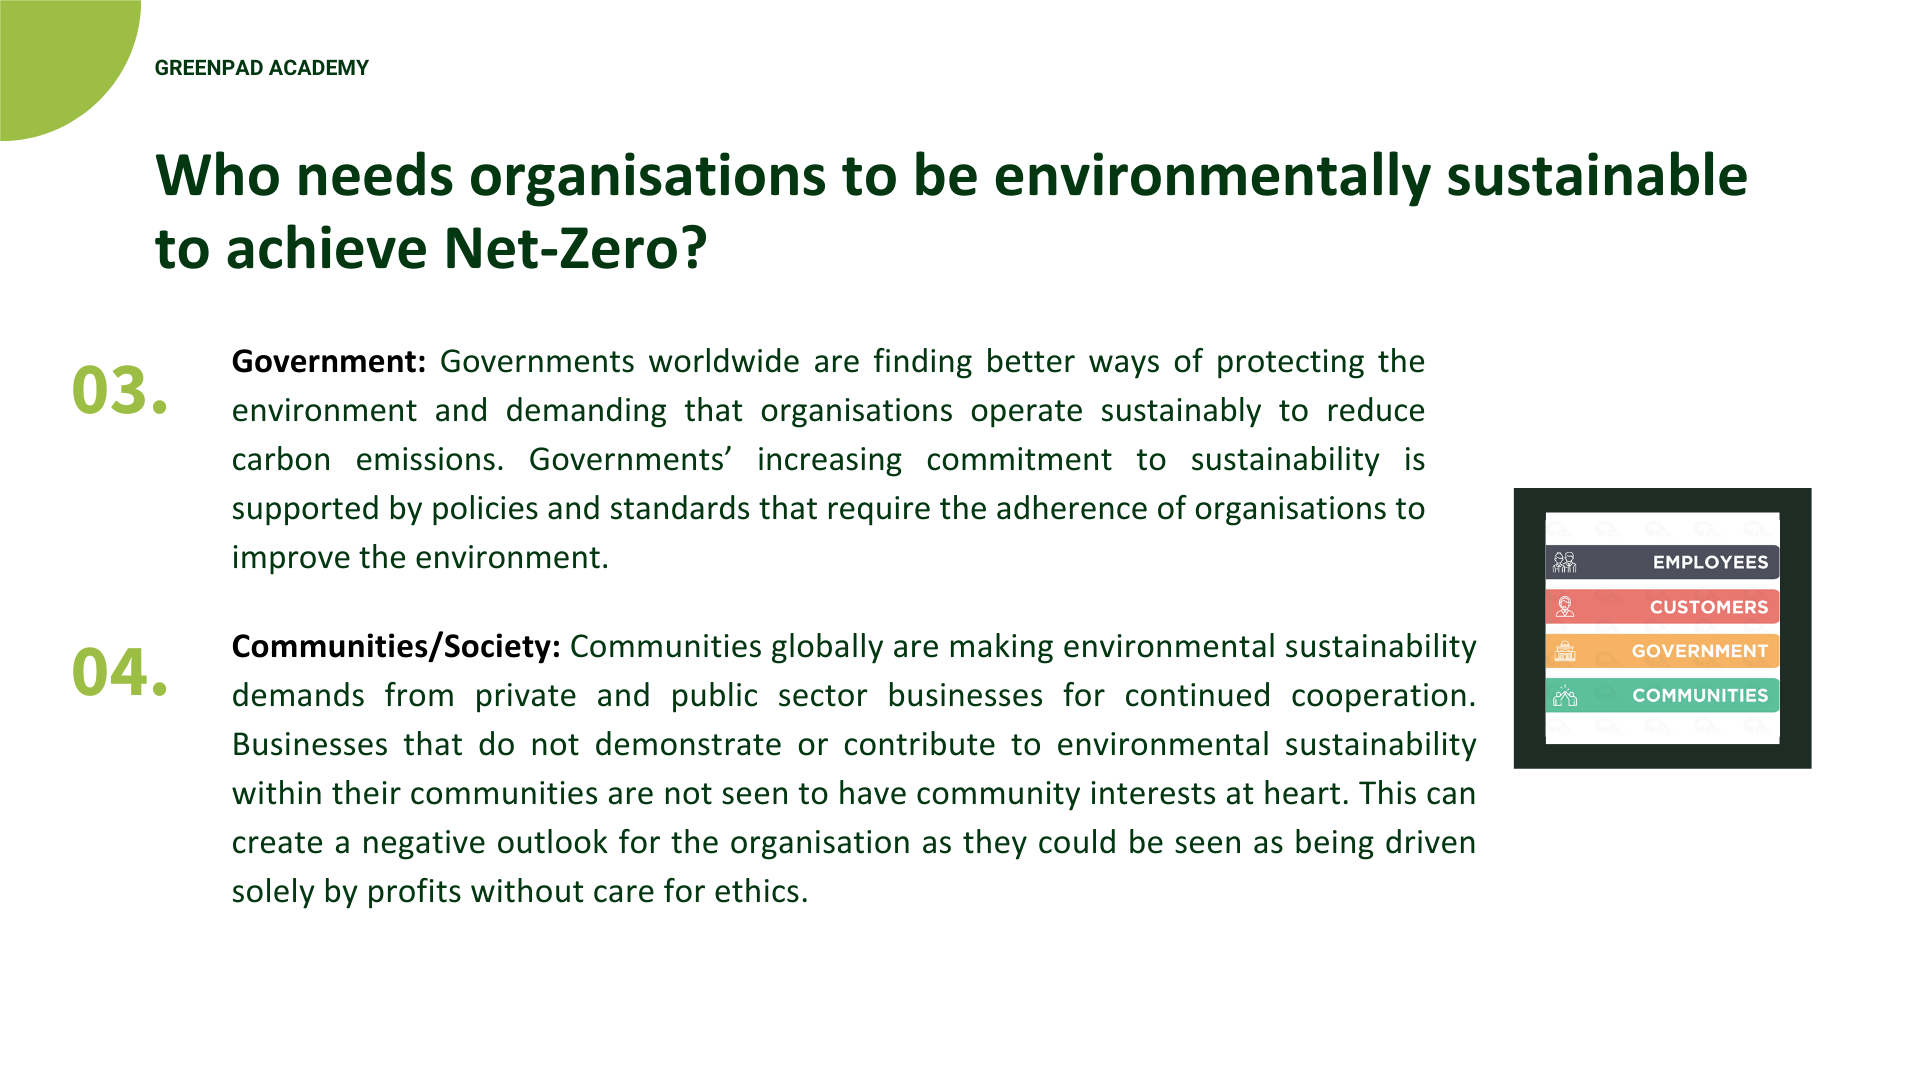 GREENPAD ACADEMY
Who needs organisations to be environmentally sustainable
to achieve Net-Zero?
03.
Government: Governments worldwide are finding better ways of protecting the
environment and demanding that organisations operate sustainably to reduce
carbon emissions. Governments’ increasing commitment to sustainability is
supported by policies and standards that require the adherence of organisations to
improve the environment.
04.
Communities/Society: Communities globally are making environmental sustainability
demands from private and public sector businesses for continued cooperation.
Businesses that do not demonstrate or contribute to environmental sustainability
within their communities are not seen to have community interests at heart. This can
create a negative outlook for the organisation as they could be seen as being driven
solely by profits without care for ethics.
EMPLOYEES
CUSTOMERS
GOVERNMENT
COMMUNITIES